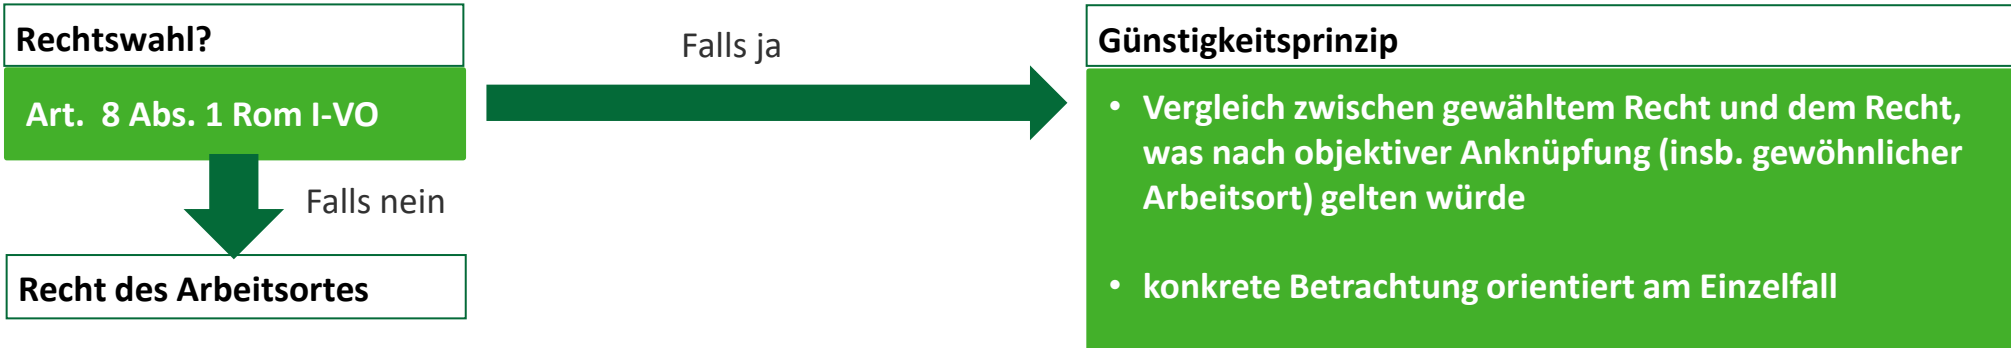 Rechtswahl?
Art. 8 Abs. 1 Rom I-VO
Falls ja
Falls nein
Recht des Arbeitsortes
Günstigkeitsprinzip
• Vergleich zwischen gewähltem Recht und dem Recht,
was nach objektiver Anknüpfung (insb. gewöhnlicher
Arbeitsort) gelten würde
• konkrete Betrachtung orientiert am Einzelfall